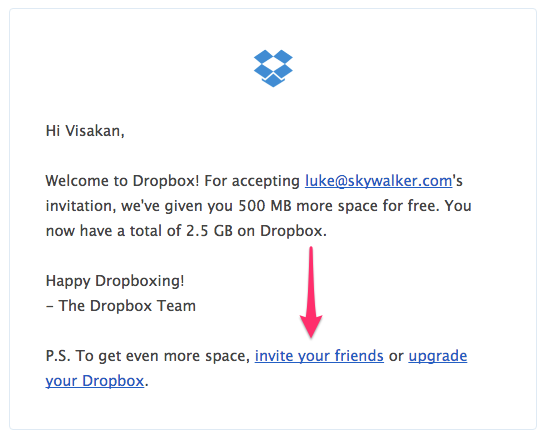 Hi Visakan,
Welcome to Dropbox! For accepting luke@skywalker.com's
invitation, we've given you 500 MB more space for free. You
now have a total of 2.5 GB on Dropbox.
Happy Dropboxing!
- The Dropbox Team
P.S. To get even more space, invite your friends or upgrade
your Dropbox.